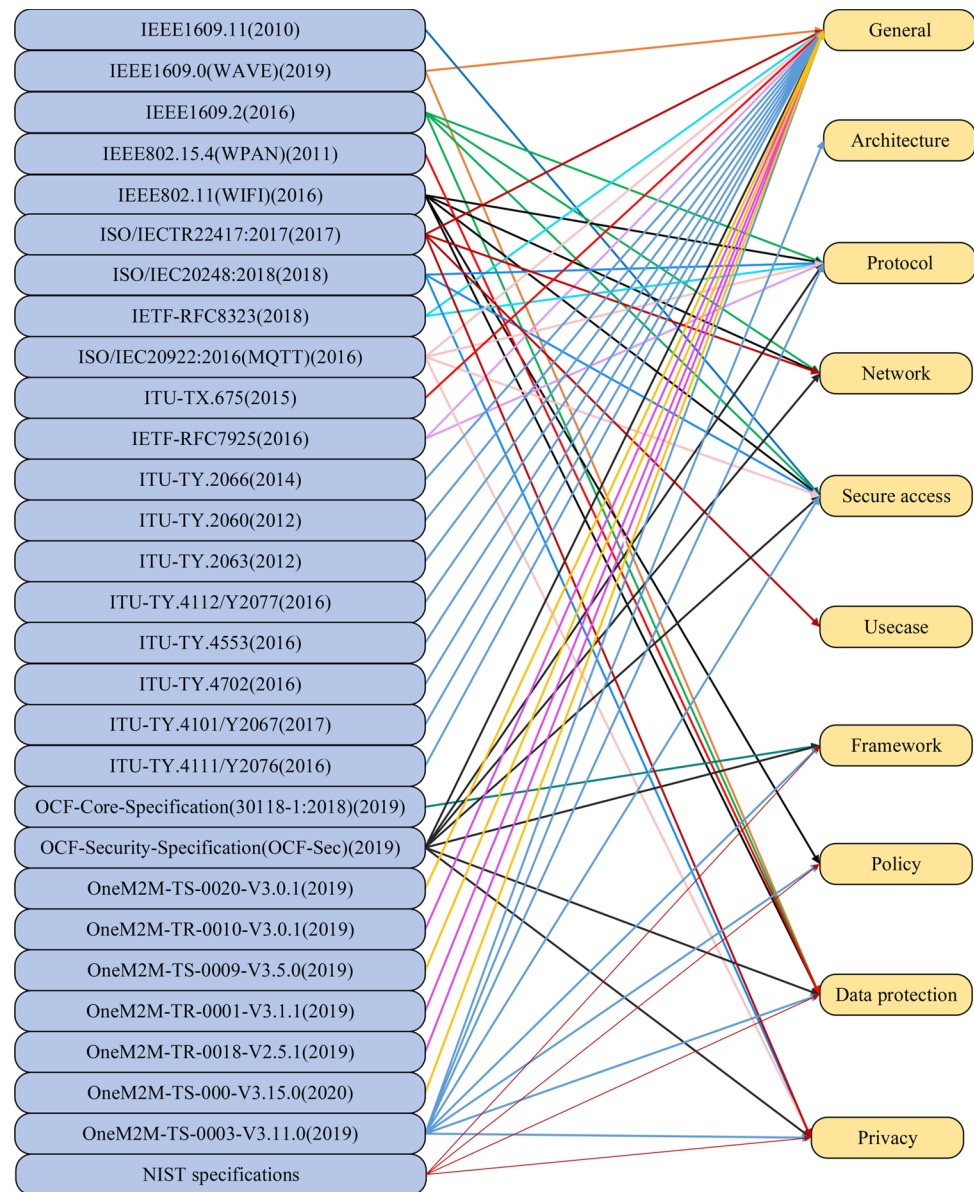 IEEE1609.11(2010)
IEEE1609.0(WAVE)(2019)
IEEE1609.2(2016)
IEEE802.15.4(WPAN)(2011)
IEEE802.11(WIFI)(2016)
ISO/IECTR22417:2017(2017)
ISO/IEC20248:2018(2018)
IETF-RFC8323(2018)
ISO/IEC20922:2016(MQTT)(2016)
ITU-TX.675(2015)
IETF-RFC7925(2016)
ITU-TY.2066(2014)
ITU-TY.2060(2012)
ITU-TY.2063(2012)
ITU-TY.4112/Y2077(2016)
ITU-TY.4553(2016)
ITU-TY.4702(2016)
ITU-TY.4101/Y2067(2017)
ITU-TY.4111/Y2076(2016)
OCF-Core-Specification(30118-1:2018)(2019)
OCF-Security-Specification(OCF-Sec)(2019)
OneM2M-TS-0020-V3.0.1(2019)
OneM2M-TR-0010-V3.0.1(2019)
OneM2M-TS-0009-V3.5.0(2019)
OneM2M-TR-0001-V3.1.1(2019)
OneM2M-TR-0018-V2.5.1(2019)
OneM2M-TS-000-V3.15.0(2020)
OneM2M-TS-0003-V3.11.0(2019)
NIST specifications
General
Architecture
Protocol
Network
Secure access
Usecase
Framework
Policy
Data protection
Privacy